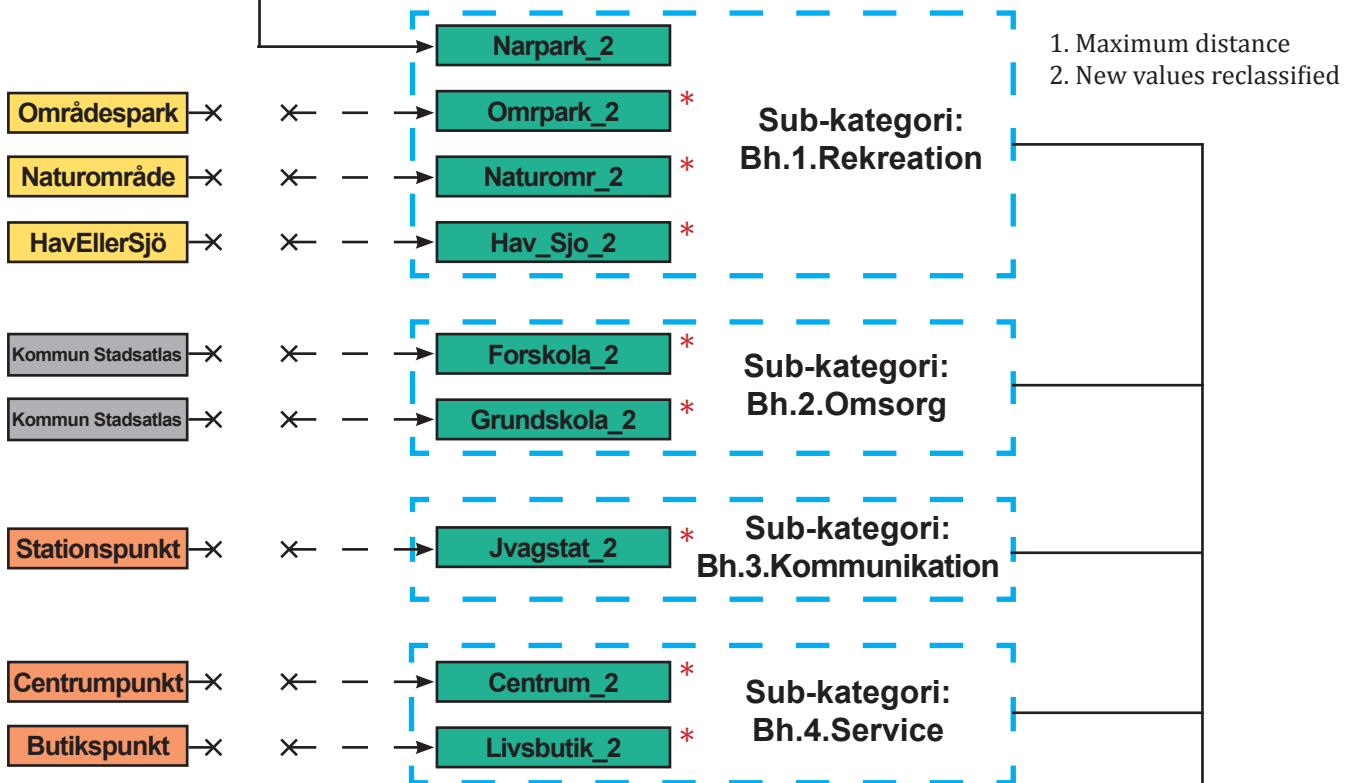 Narpark_2
1. Maximum distance
2. New values reclassified
Områdespark
Omrpark_2 *
Sub-kategori:
Bh.1.Rekreation
Naturområde
Naturomr_2 *
HavEllerSjö
Hav_Sjo_2 *
Kommun Stadsatlas
Forskola_2 *
Sub-kategori:
Bh.2.Omsorg
Kommun Stadsatlas
Grundskola_2 *
Stationspunkt
Jvagstat_2 *
Sub-kategori:
Bh.3.Kommunikation
Centrumpunkt
Centrum_2 *
Sub-kategori:
Bh.4.Service
Butikspunkt
Livsbutik_2 *